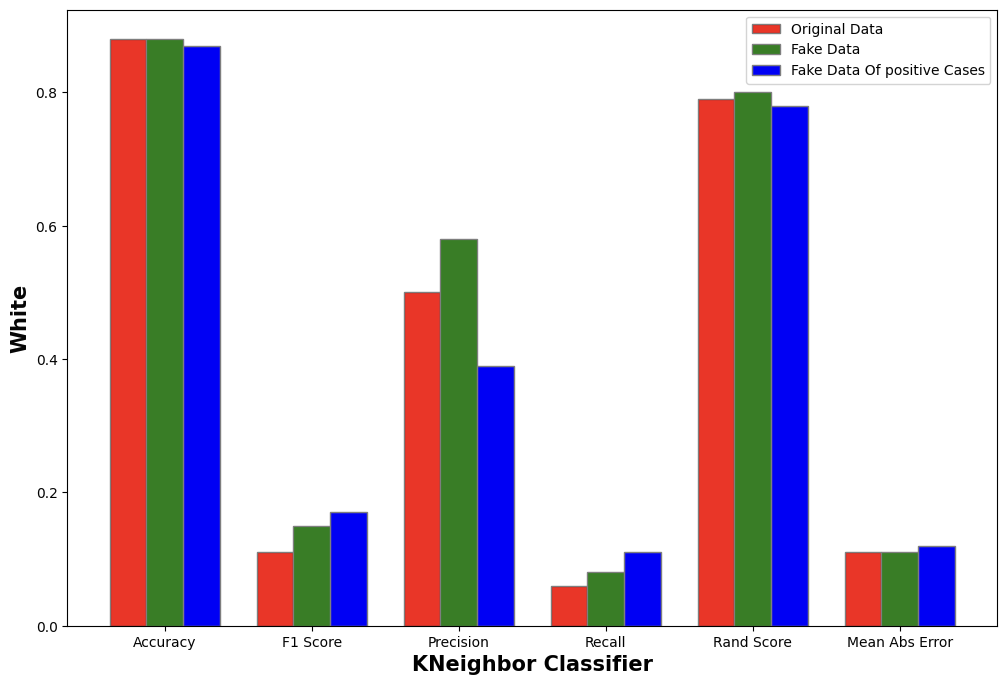 Original Data
Fake Data
Fake Data Of positive Cases
0.8
0.6
0.4
0.2
0.0
White
Accuracy
F1 Score
Precision
Recall
Rand Score
Mean Abs Error
KNeighbor Classifier